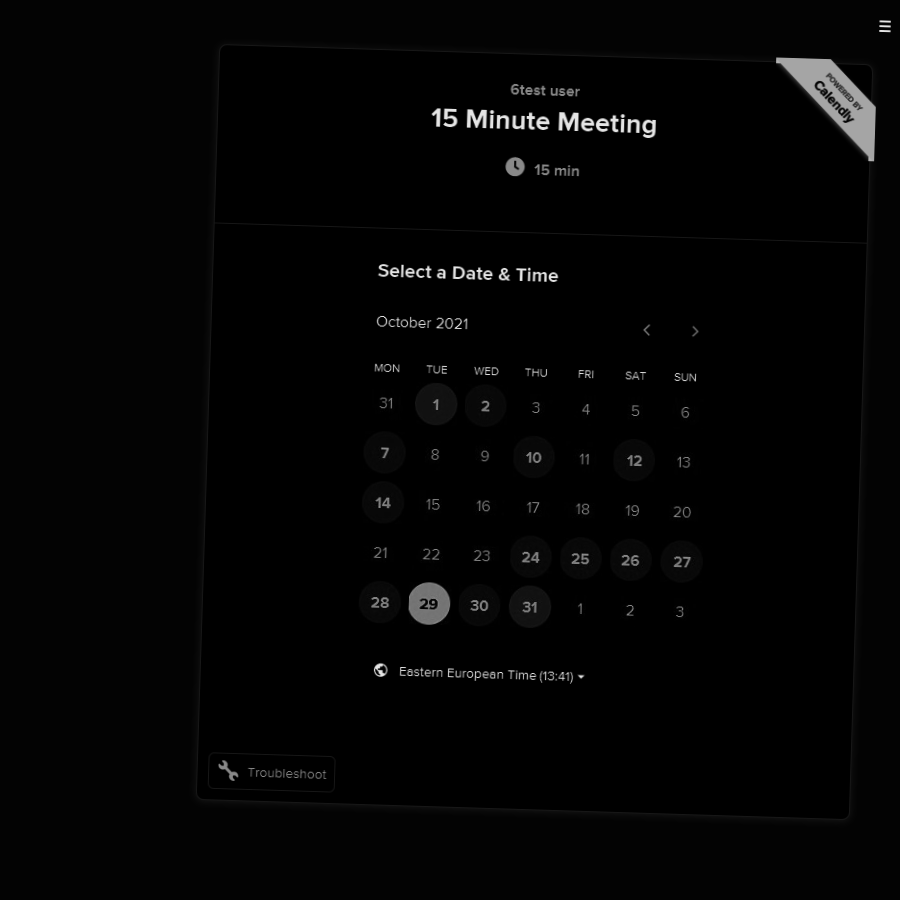 6test user
15 Minute Meeting
15 min
POWERED BY
Calendly
Select a Date & Time
October 2021
MON TUE WED THU FRI SAT SUN
31 1 2 3 4 5 6
7 8 9 10 11 12 13
14 15 16 17 18 19 20
21 22 23 24 25 26 27
28 29 30 31 1 2 3
Eastern European Time (13:41)
Troubleshoot